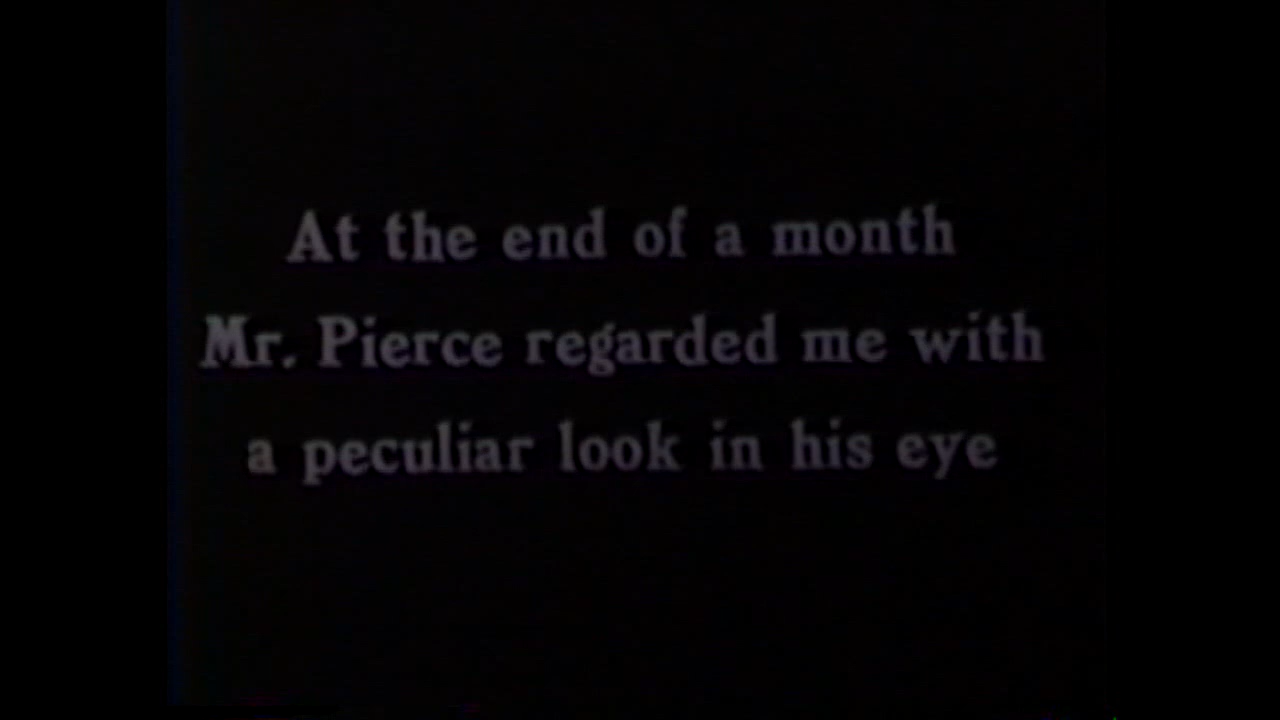 At the end of a month
Mr. Pierce regarded me with
a peculiar look in his eye